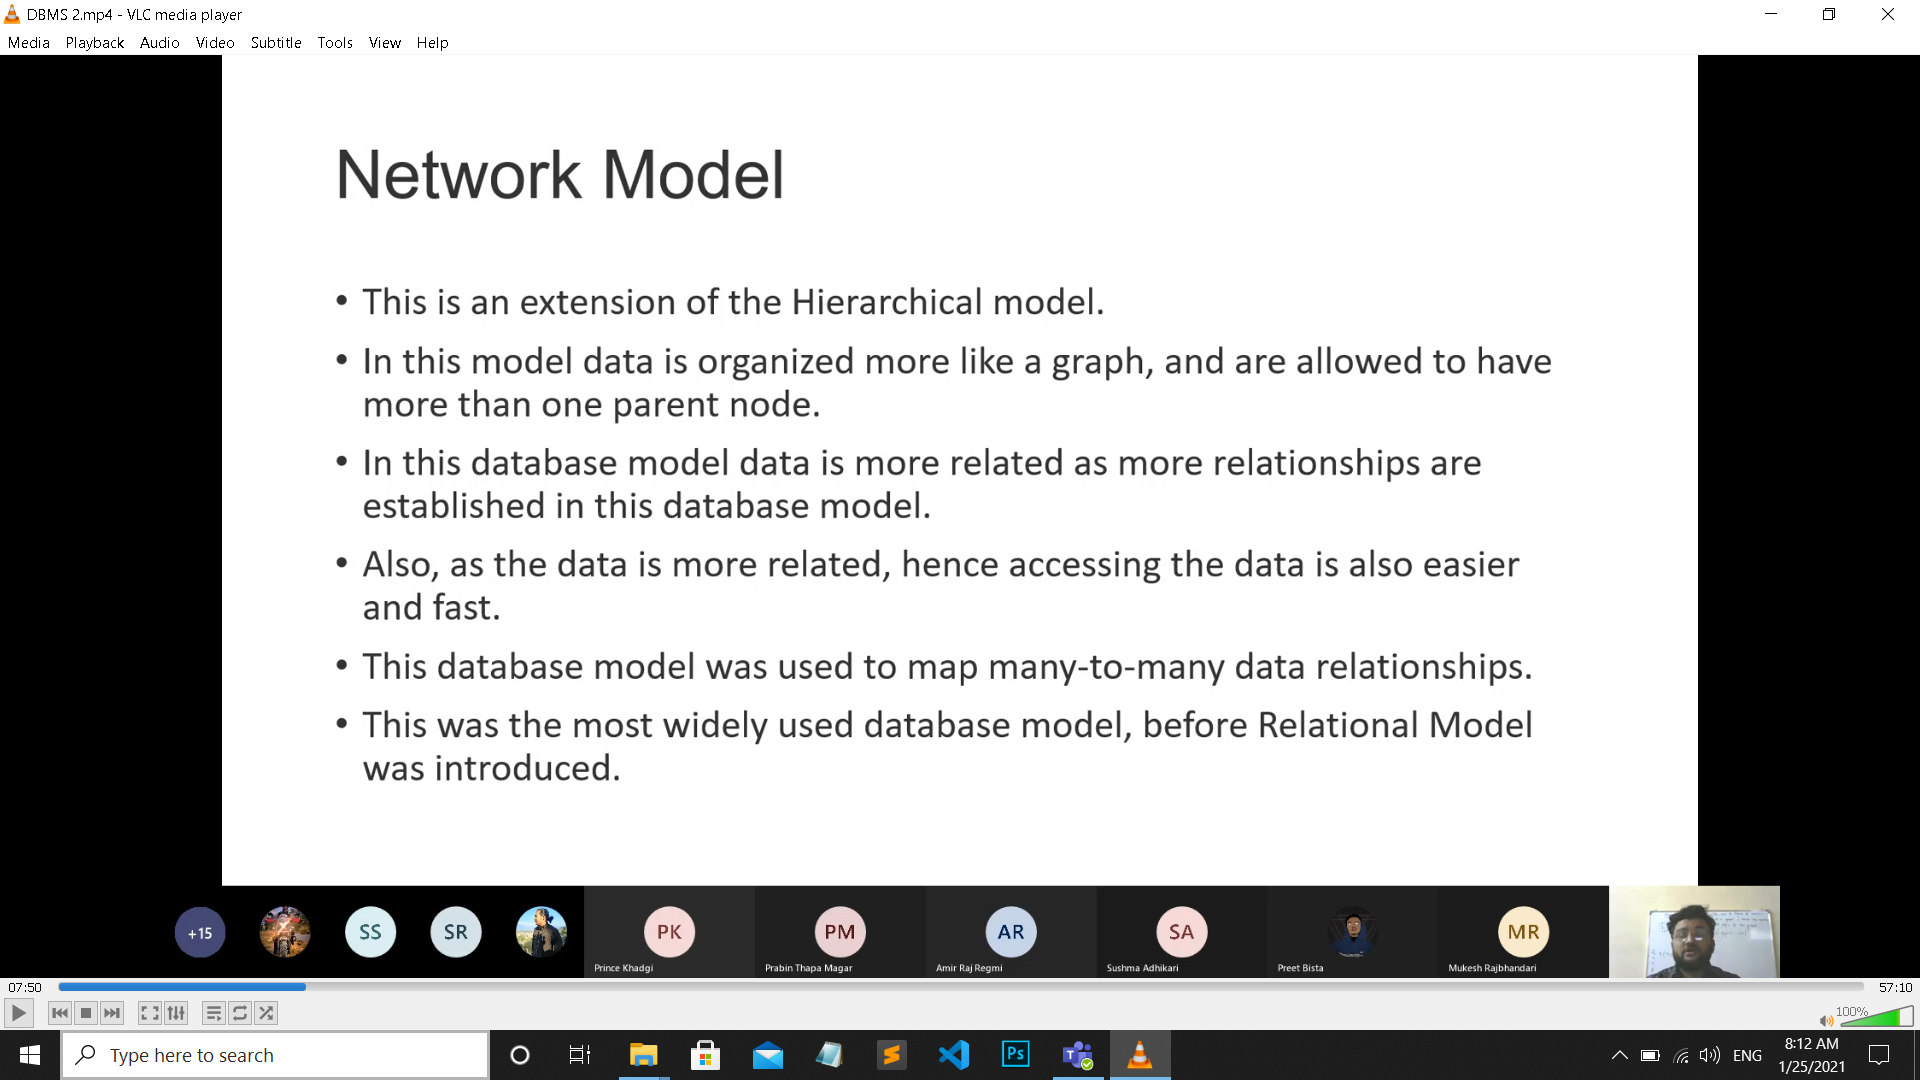 DBMS 2.mp4 - VLC media player
Media Playback Audio Video Subtitle Tools View Help
Network Model
• This is an extension of the Hierarchical model.
• In this model data is organized more like a graph, and are allowed to have
more than one parent node.
• In this database model data is more related as more relationships are
established in this database model.
• Also, as the data is more related, hence accessing the data is also easier
and fast.
• This database model was used to map many-to-many data relationships.
• This was the most widely used database model, before Relational Model
was introduced.
+15 SS SR PK PM AR SA MR
Prince Khadgi Prabin Thapa Magar Amir Raj Regmi Sushma Adhikari Preet Bista Mukesh Rajbhandari
07:50 57:10
100%
Type here to search
Ps
T
ENG
8:12 AM
1/25/2021